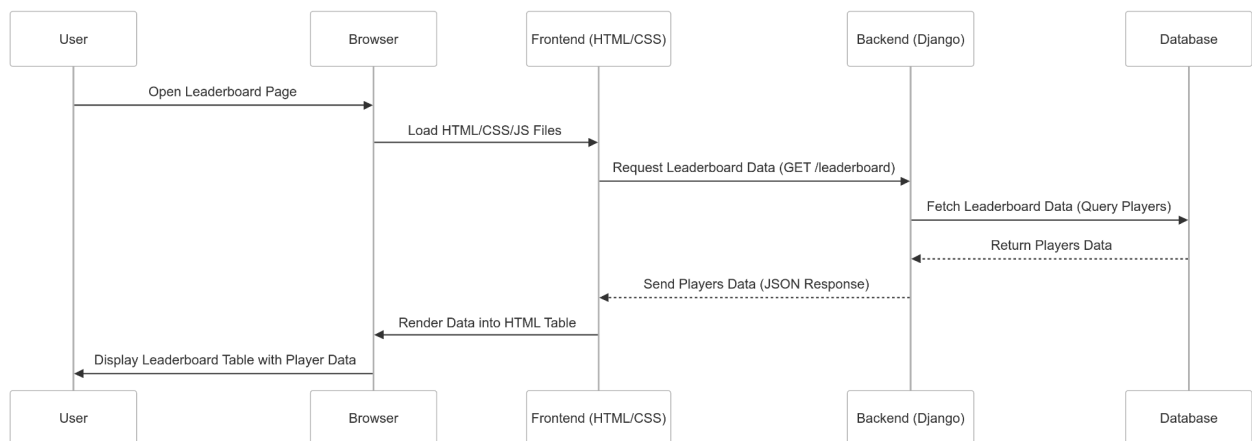 User
Browser
Frontend (HTML/CSS)
Backend (Django)
Database
Open Leaderboard Page
Load HTML/CSS/JS Files
Request Leaderboard Data (GET /leaderboard)
Fetch Leaderboard Data (Query Players)
Return Players Data
Send Players Data (JSON Response)
Render Data into HTML Table
Display Leaderboard Table with Player Data
User
Browser
Frontend (HTML/CSS)
Backend (Django)
Database